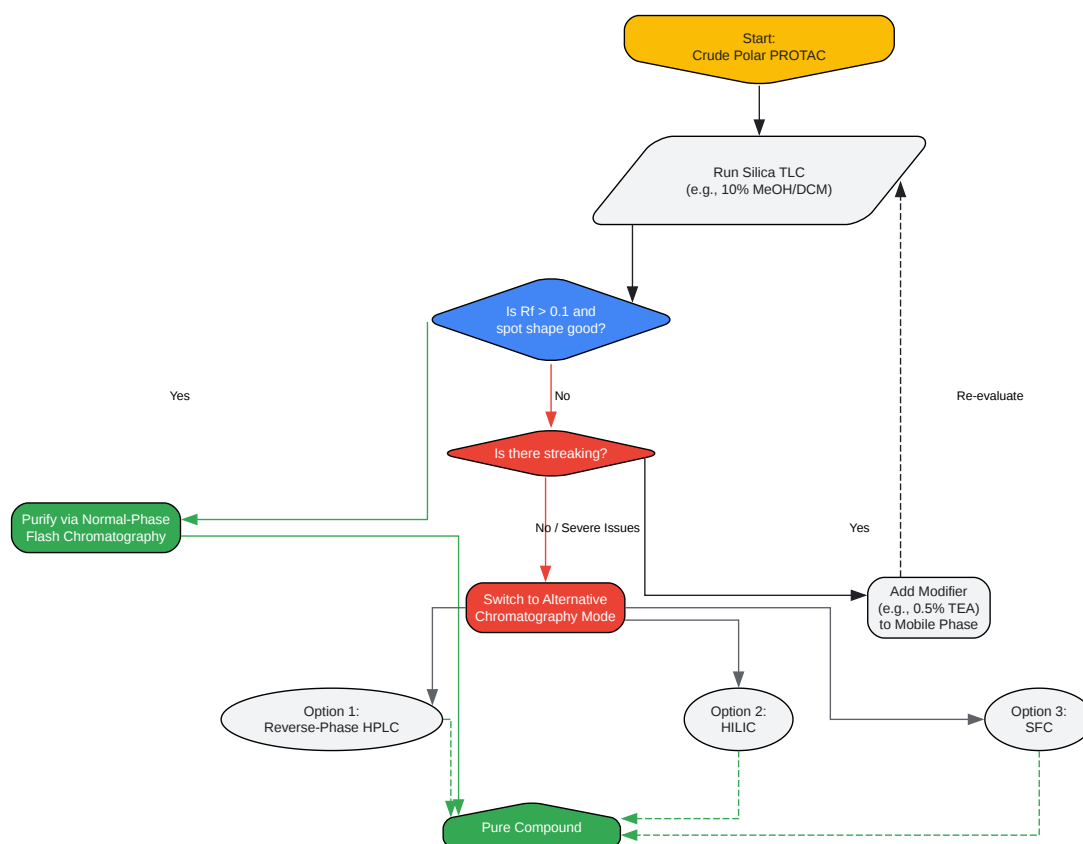 Start:
Crude Polar PROTAC
Run Silica TLC
(e.g., 10% MeOH/DCM)
Is Rf > 0.1 and
spot shape good?
Yes
No
Re-evaluate
Is there streaking?
Purify via Normal-Phase
Flash Chromatography
No / Severe Issues
Yes
Switch to Alternative
Chromatography Mode
Add Modifier
(e.g., 0.5% TEA)
to Mobile Phase
Option 1:
Reverse-Phase HPLC
Option 2:
HILIC
Option 3:
SFC
Pure Compound